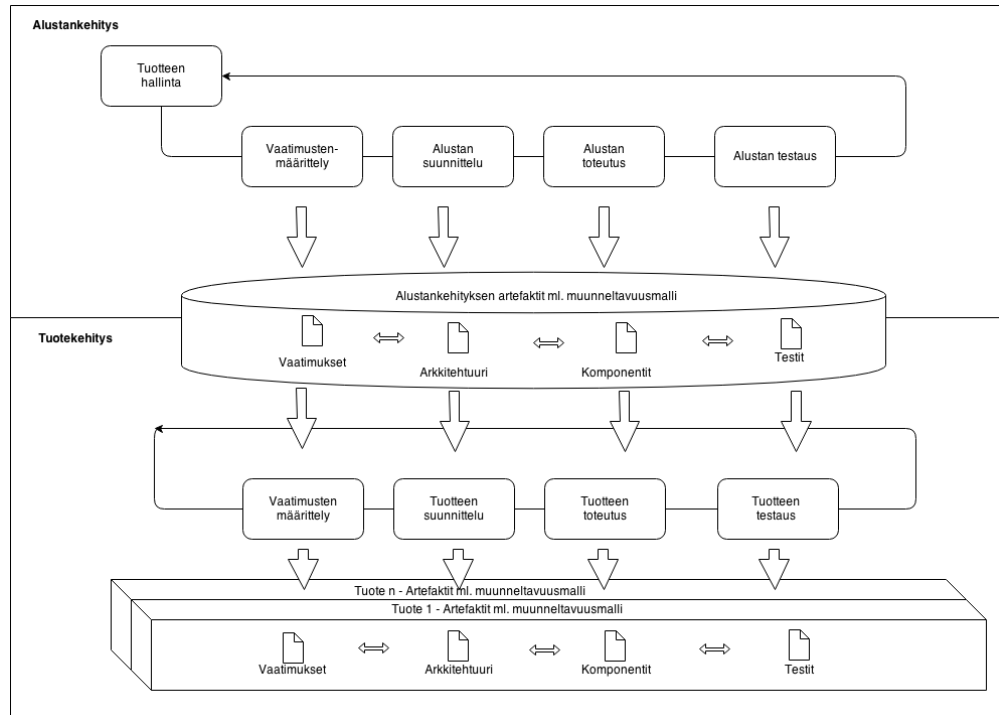 Alustankehitys
Tuotteen
hallinta
Vaatimusten-
määrittely
Alustan
suunnittelu
Alustan
toteutus
Alustan testaus
Alustankehityksen artefaktit ml. muunneltavuusmalli
Tuotekehitys
Vaatimukset
Arkkitehtuuri
Komponentit
Testit
Vaatimusten
määrittely
Tuotteen
suunnittelu
Tuotteen
toteutus
Tuotteen
testaus
Tuote n - Artefaktit ml. muunneltavuusmalli
Tuote 1 - Artefaktit ml. muunneltavuusmalli
Vaatimukset
Arkkitehtuuri
Komponentit
Testit